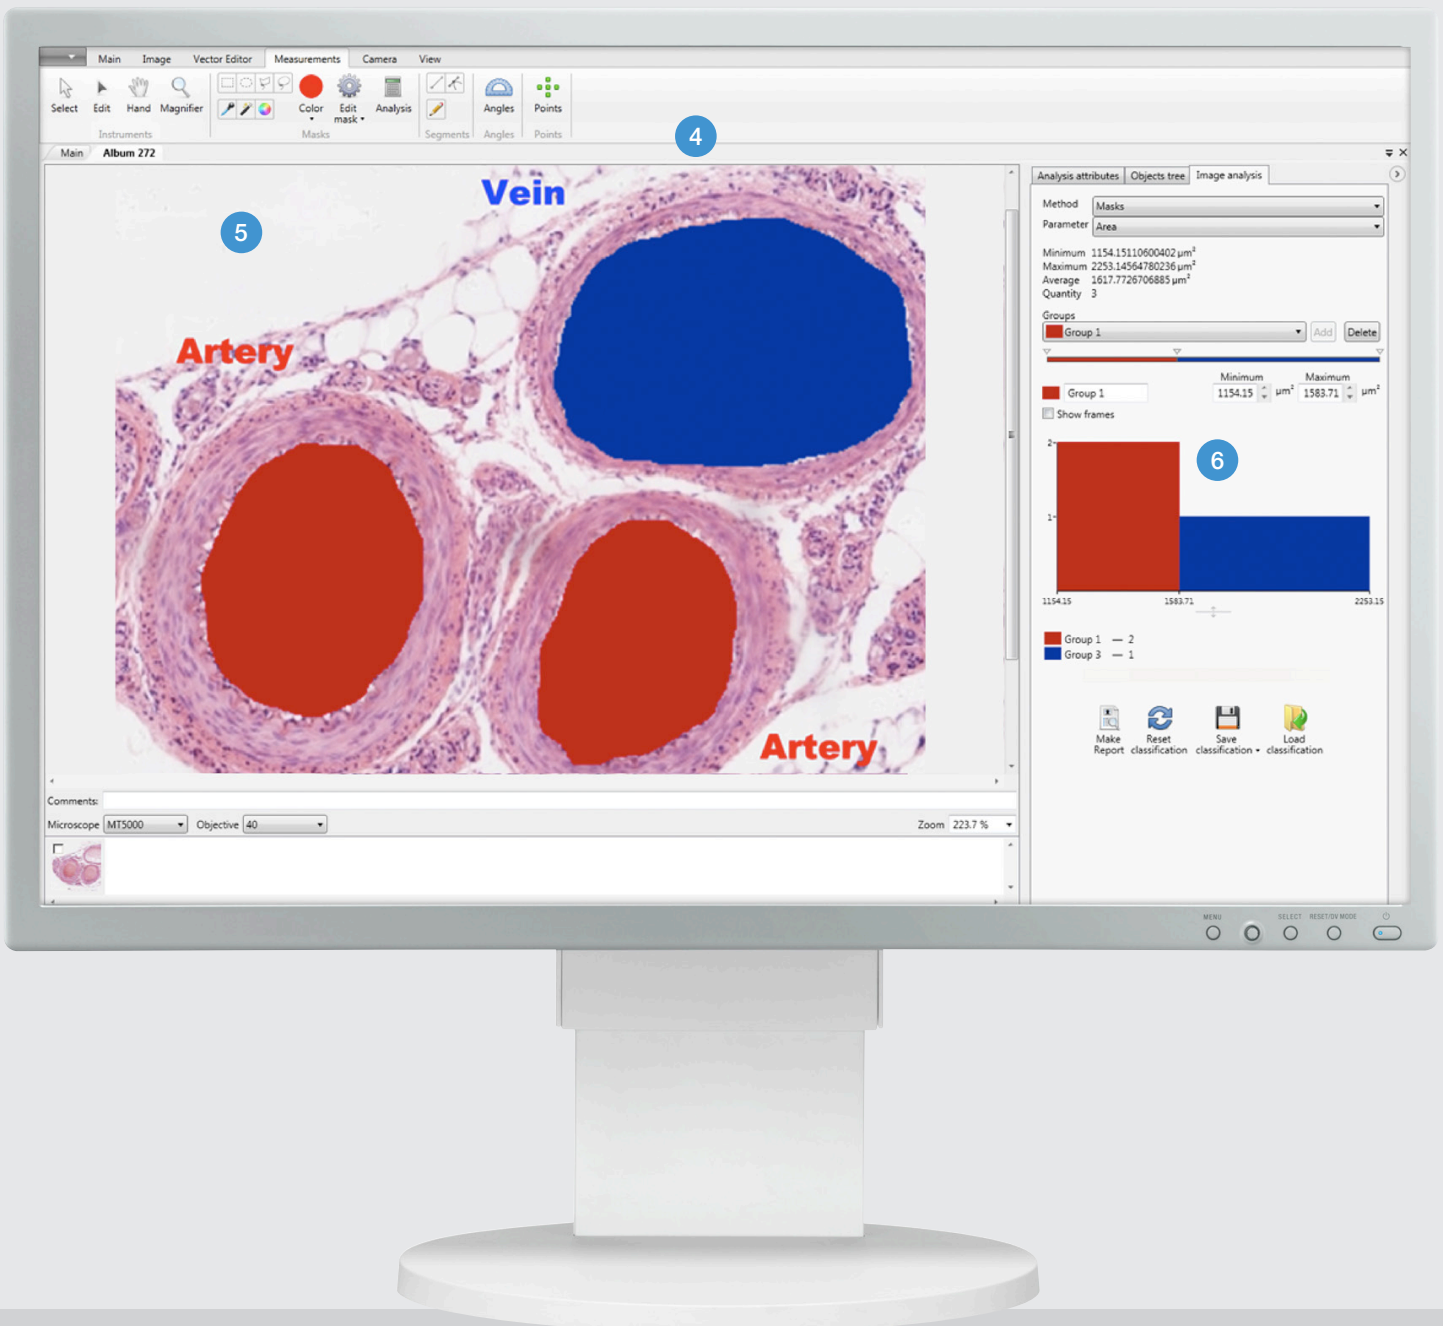 Main Image Vector Editor Measurements Camera View
Select Edit Hand Magnifier Color Edit mask Analysis Angles Points
Instruments Masks Segments Angles Points
4
Main Album 272
5
Vein
Artery
Artery
Analysis attributes Objects tree Image analysis
Method Masks
Parameter Area
Minimum 1154.15110600402 µm²
Maximum 2253.14564780236 µm²
Average 1617.7726706885 µm²
Quantity 3
Groups
Group 1 Add Delete
Minimum Maximum
Group 1 1154.15 µm² 1583.71 µm²
Show frames
6
2
1
1154.15 1583.71 2253.15
Group 1 — 2
Group 3 — 1
Make Report Reset classification Save classification Load classification
Comments:
Microscope MT5000 Objective 40 Zoom 223.7 %
MENU SELECT RESET/DV MODE